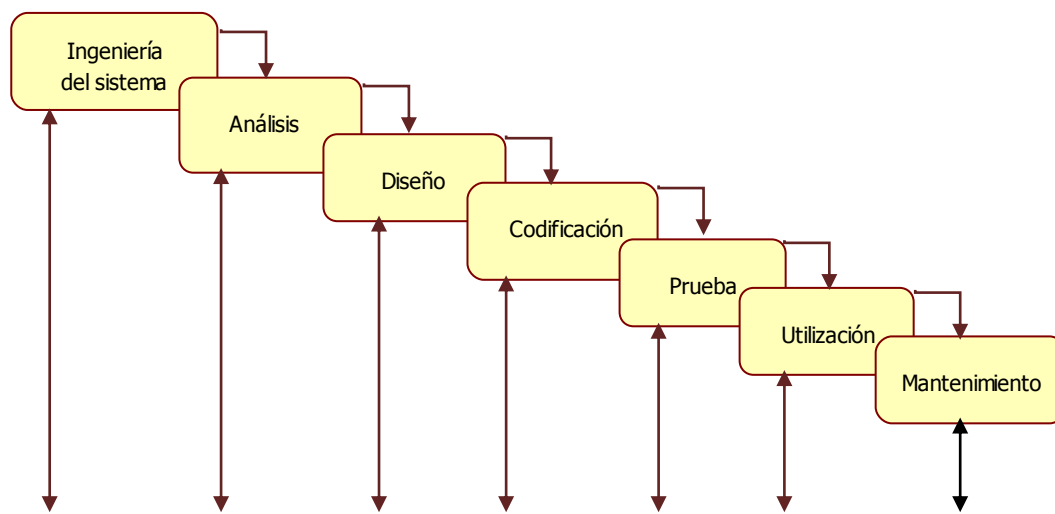 Ingeniería
del sistema
Análisis
Diseño
Codificación
Prueba
Utilización
Mantenimiento